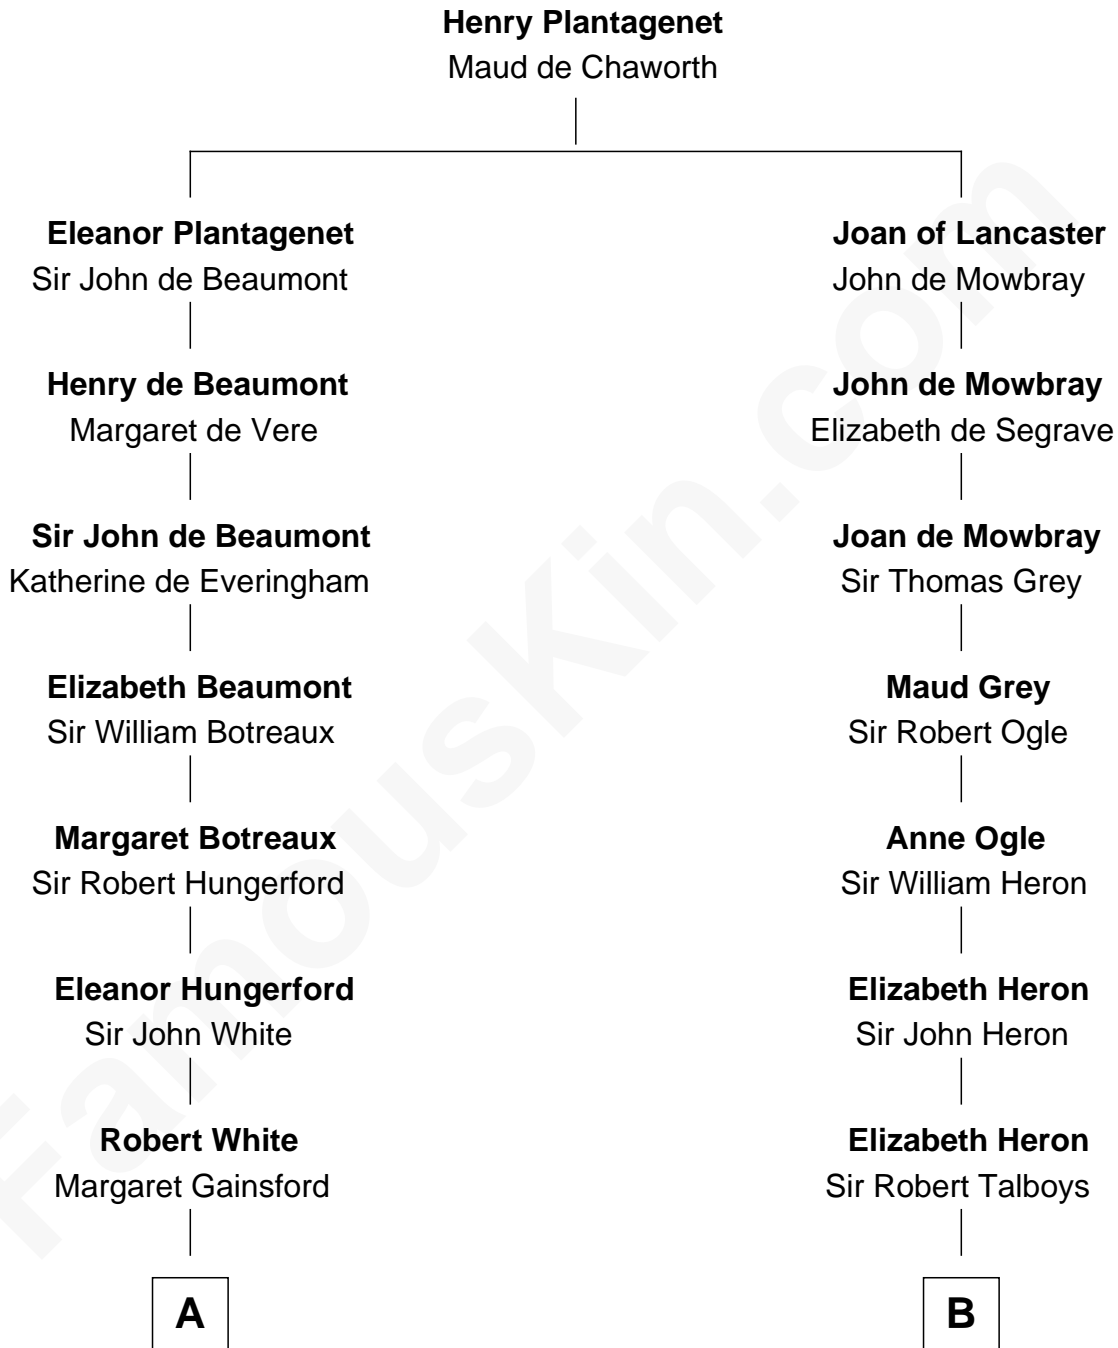 Henry Plantagenet
Maud de Chaworth
Eleanor Plantagenet
Sir John de Beaumont
Joan of Lancaster
John de Mowbray
Henry de Beaumont
Margaret de Vere
John de Mowbray
Elizabeth de Segrave
Sir John de Beaumont
Katherine de Everingham
Joan de Mowbray
Sir Thomas Grey
Elizabeth Beaumont
Sir William Botreaux
Maud Grey
Sir Robert Ogle
Margaret Botreaux
Sir Robert Hungerford
Anne Ogle
Sir William Heron
Eleanor Hungerford
Sir John White
Elizabeth Heron
Sir John Heron
Robert White
Margaret Gainsford
Elizabeth Heron
Sir Robert Talboys
A
B
FamousKin.com